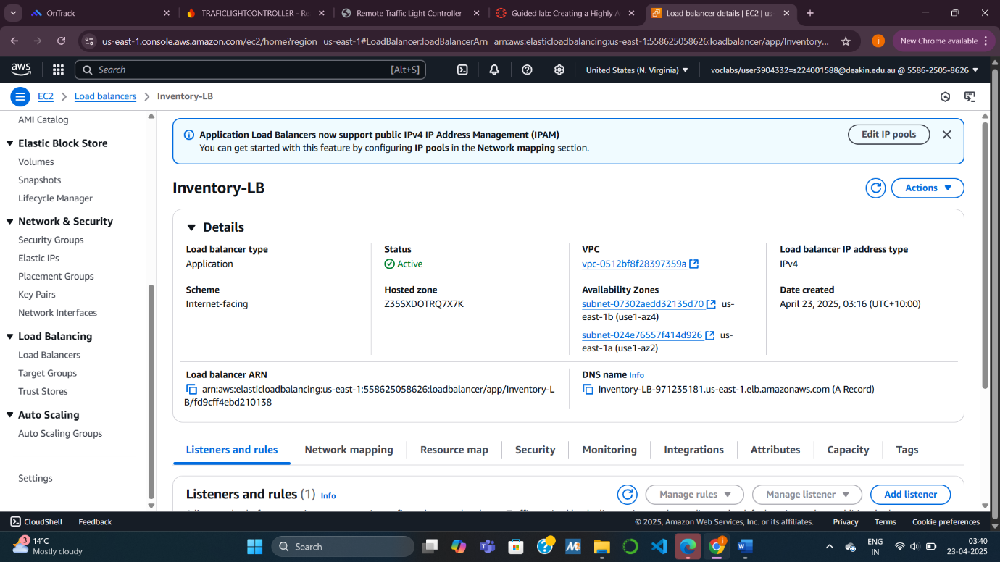 OnTrack
TRAFICLIGHTCONTROLLER - Re
Remote Traffic Light Controller
Guided lab: Creating a Highly A
Load balancer details | EC2 | us-
us-east-1.console.aws.amazon.com/ec2/home?region=us-east-1#LoadBalancer:loadBalancerArn=arn:aws:elasticloadbalancing:us-east-1:558625058626:loadbalancer/app/Inventory...
j
New Chrome available
aws
Search
[Alt+S]
United States (N. Virginia)
voclabs/user3904332=s224001588@deakin.edu.au @ 5586-2505-8626
EC2
Load balancers
Inventory-LB
AMI Catalog
Elastic Block Store
Volumes
Snapshots
Lifecycle Manager
Network & Security
Security Groups
Elastic IPs
Placement Groups
Key Pairs
Network Interfaces
Load Balancing
Load Balancers
Target Groups
Trust Stores
Auto Scaling
Auto Scaling Groups
Settings
Application Load Balancers now support public IPv4 IP Address Management (IPAM)
You can get started with this feature by configuring IP pools in the Network mapping section.
Edit IP pools
Inventory-LB
Actions
Details
Load balancer type
Application
Status
Active
VPC
vpc-0512bf8f28397359a
Load balancer IP address type
IPv4
Scheme
Internet-facing
Hosted zone
Z35SXDOTRQ7X7K
Availability Zones
subnet-07302aedd32135d70 us-
east-1b (use1-az4)
subnet-024e76557f414d926 us-
east-1a (use1-az2)
Date created
April 23, 2025, 03:16 (UTC+10:00)
Load balancer ARN
arn:aws:elasticloadbalancing:us-east-1:558625058626:loadbalancer/app/Inventory-L
B/fd9cff4ebd210138
DNS name Info
Inventory-LB-971235181.us-east-1.elb.amazonaws.com (A Record)
Listeners and rules
Network mapping
Resource map
Security
Monitoring
Integrations
Attributes
Capacity
Tags
Listeners and rules (1) Info
Manage rules
Manage listener
Add listener
CloudShell
Feedback
© 2025, Amazon Web Services, Inc. or its affiliates.
Privacy
Terms
Cookie preferences
3
14°C
Mostly cloudy
Search
ENG
IN
03:40
23-04-2025